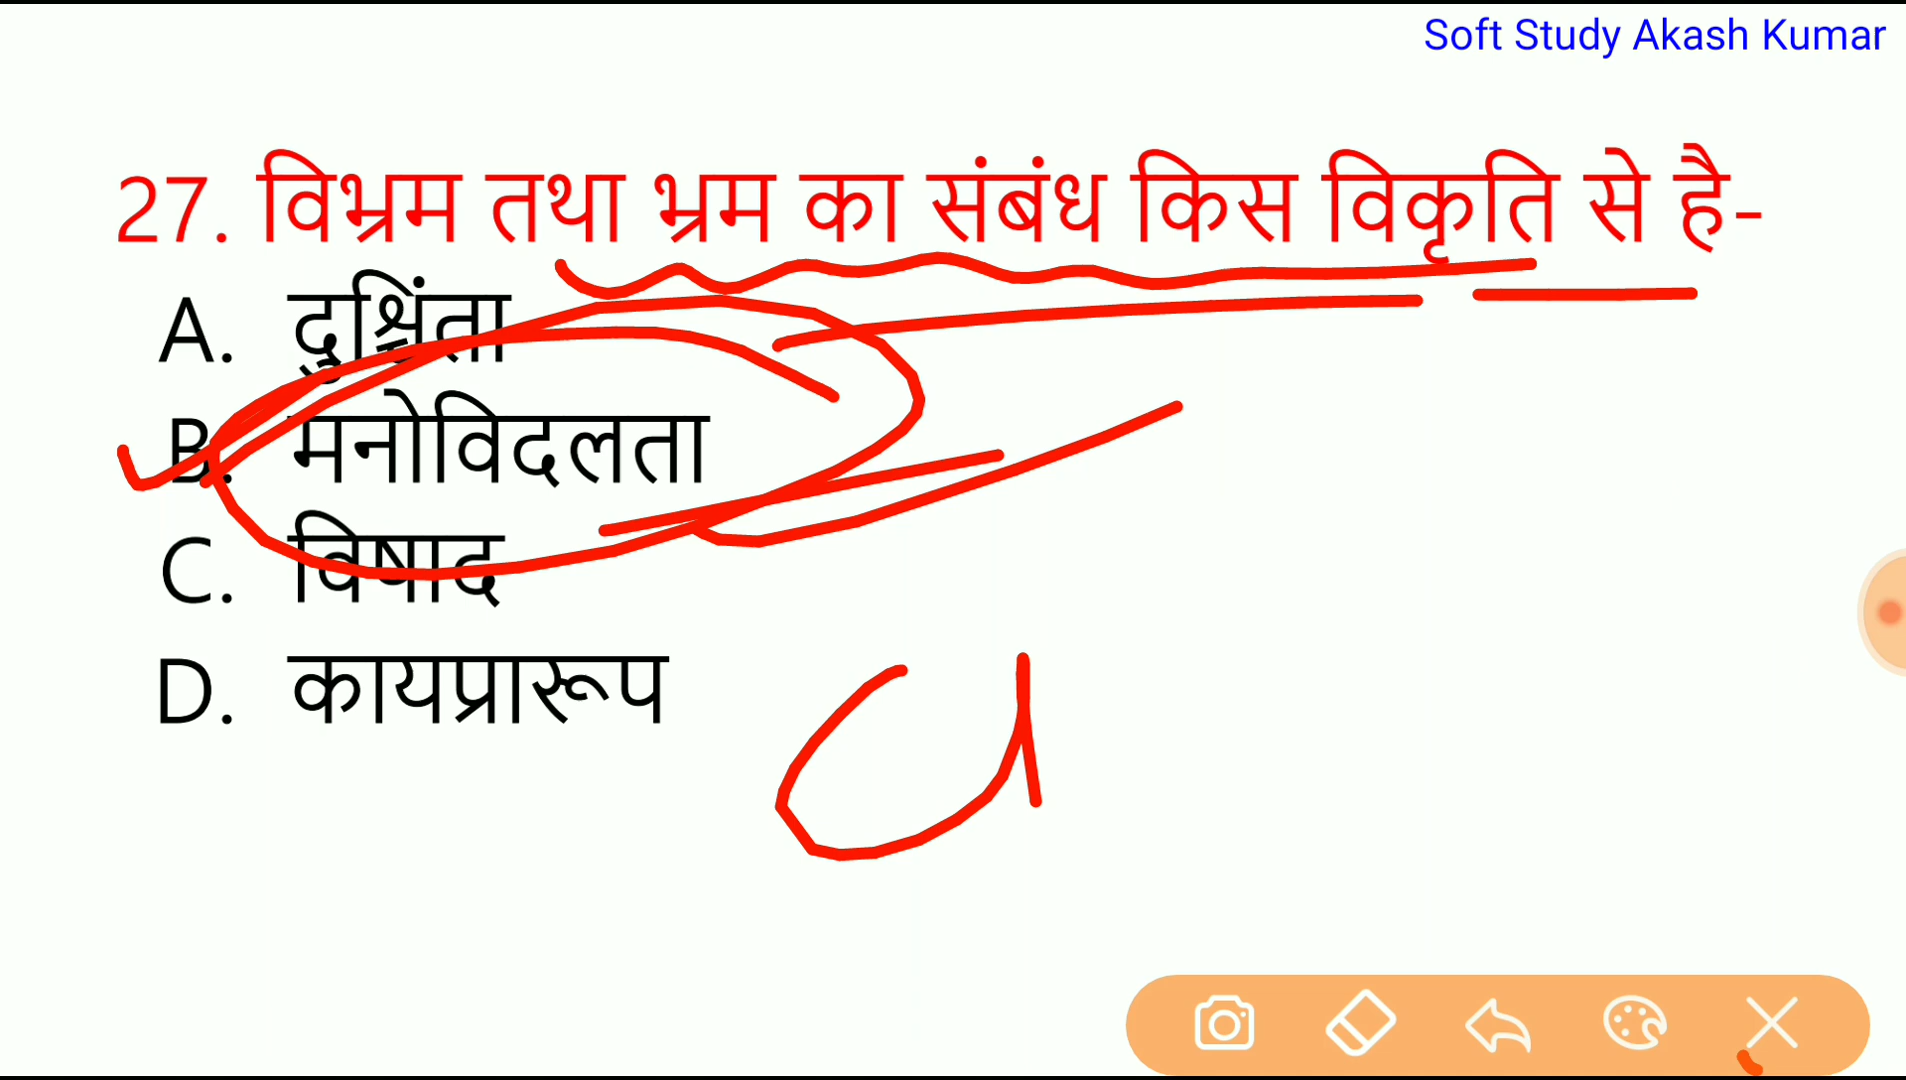 Soft Study Akash Kumar
27. विभ्रम तथा भ्रम का संबंध किस विकृति से है-
A. दुश्चिंता
B. मनोविदलता
C. विषाद
D. कायप्रारूप